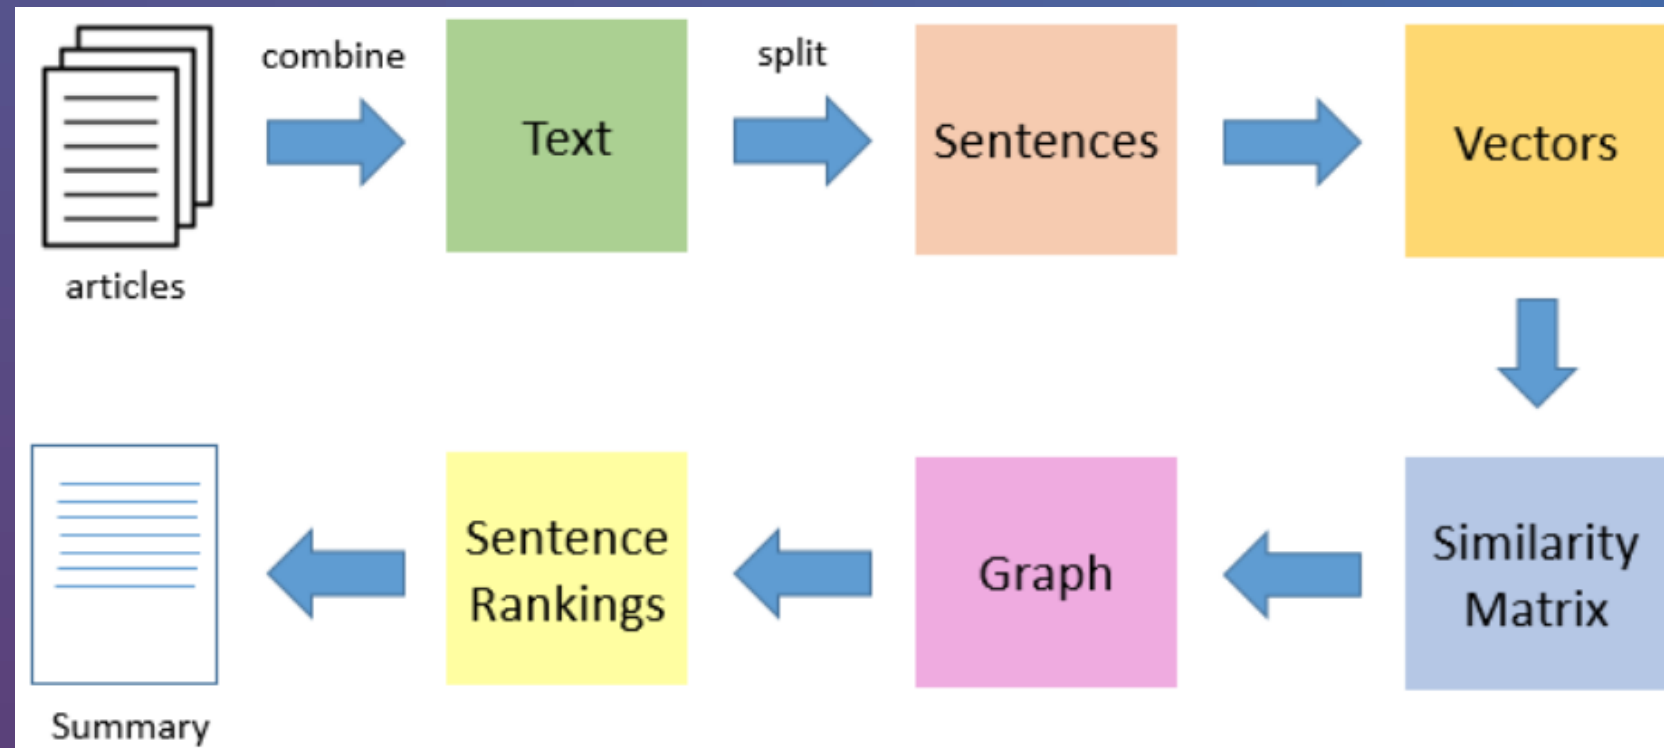 combine
split
Text
Sentences
Vectors
articles
Similarity
Matrix
Graph
Sentence
Rankings
Summary